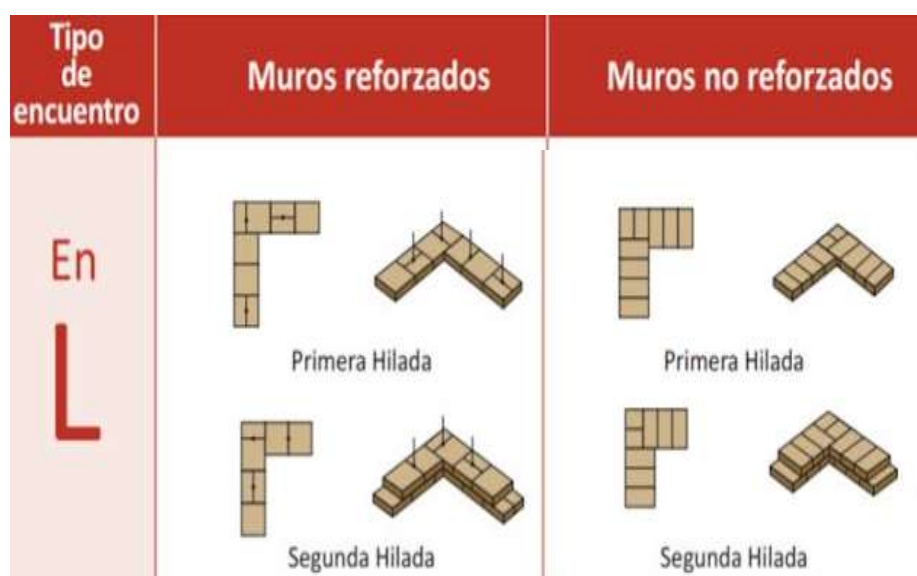 Tipo
de
encuentro
Muros reforzados
Muros no reforzados
En
L
Primera Hilada
Primera Hilada
Segunda Hilada
Segunda Hilada